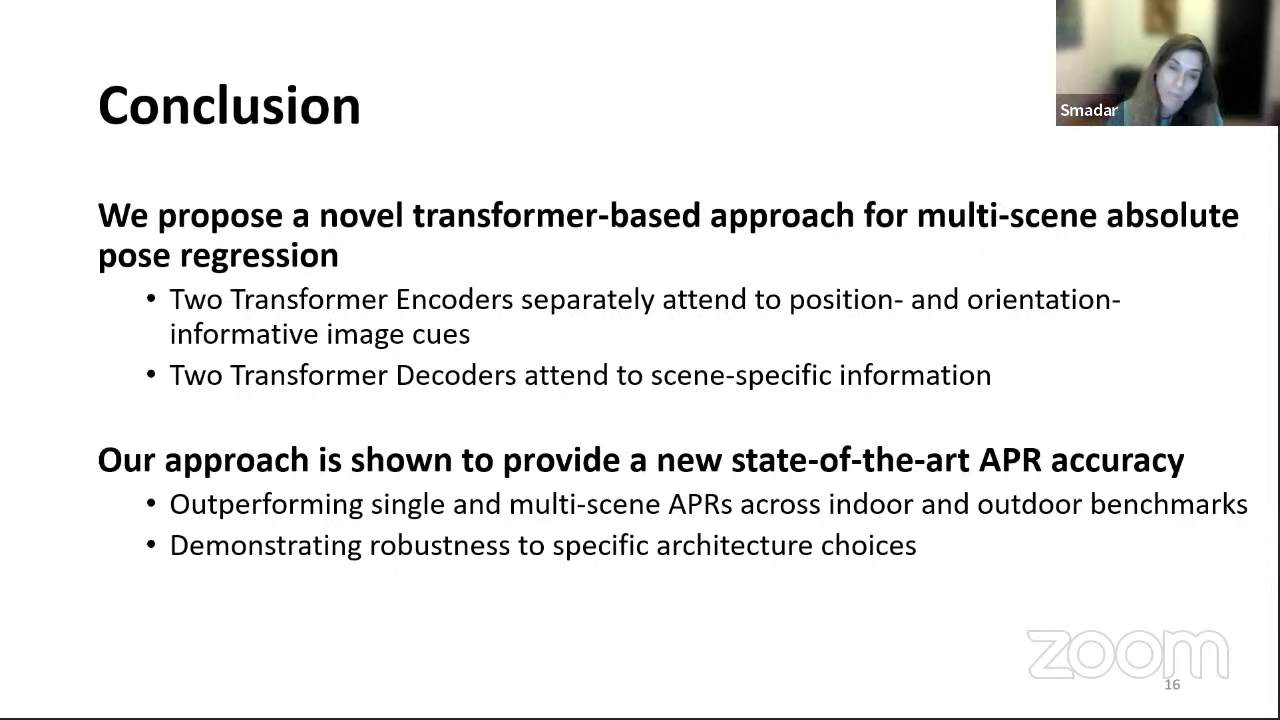 Conclusion
Smadar
We propose a novel transformer-based approach for multi-scene absolute
pose regression
• Two Transformer Encoders separately attend to position- and orientation-
informative image cues
• Two Transformer Decoders attend to scene-specific information
Our approach is shown to provide a new state-of-the-art APR accuracy
• Outperforming single and multi-scene APRs across indoor and outdoor benchmarks
• Demonstrating robustness to specific architecture choices
zoom
16